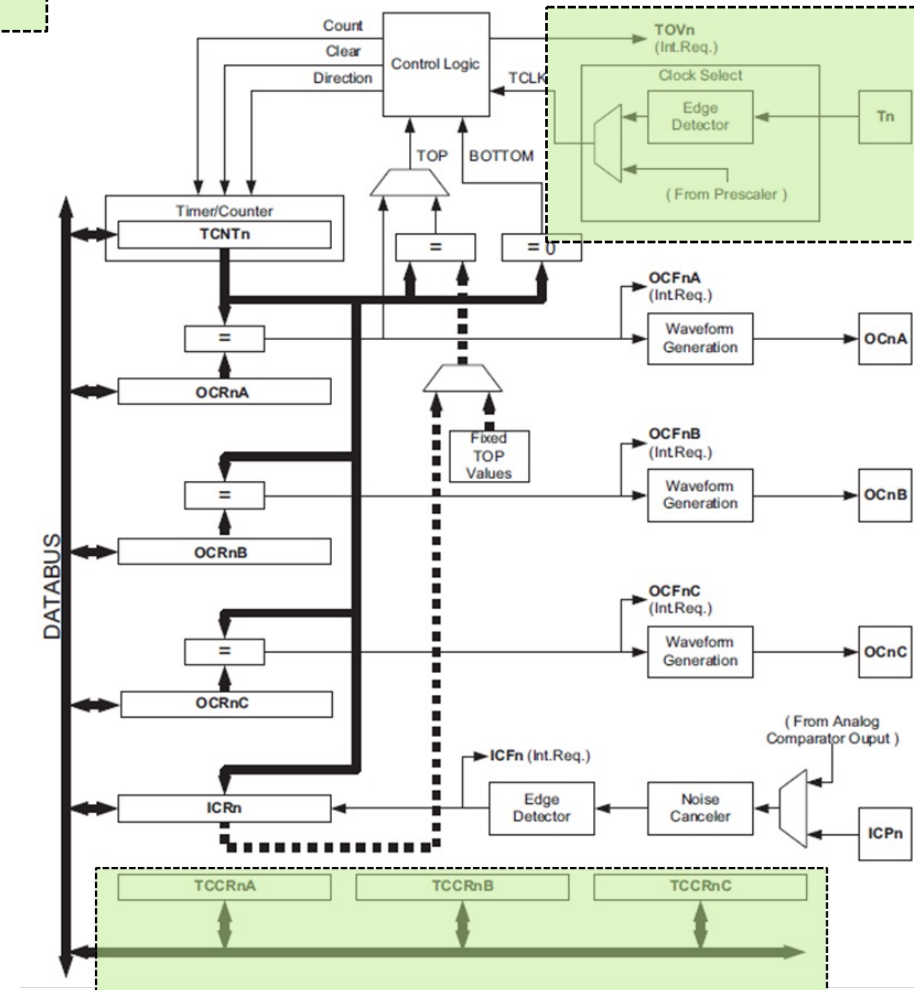 Count
Clear
Direction
Control Logic
TOVn
(Int.Req.)
Clock Select
TCLK
Edge
Detector
Tn
( From Prescaler )
TOP
BOTTOM
Timer/Counter
TCNTn
=
= 0
=
OCRnA
OCFnA
(Int.Req.)
Waveform
Generation
OCnA
Fixed
TOP
Values
OCFnB
(Int.Req.)
=
Waveform
Generation
OCnB
OCRnB
DATABUS
OCFnC
(Int.Req.)
=
Waveform
Generation
OCnC
OCRnC
( From Analog
Comparator Ouput )
ICFn (Int.Req.)
ICRn
Edge
Detector
Noise
Canceler
ICPn
TCCRnA
TCCRnB
TCCRnC